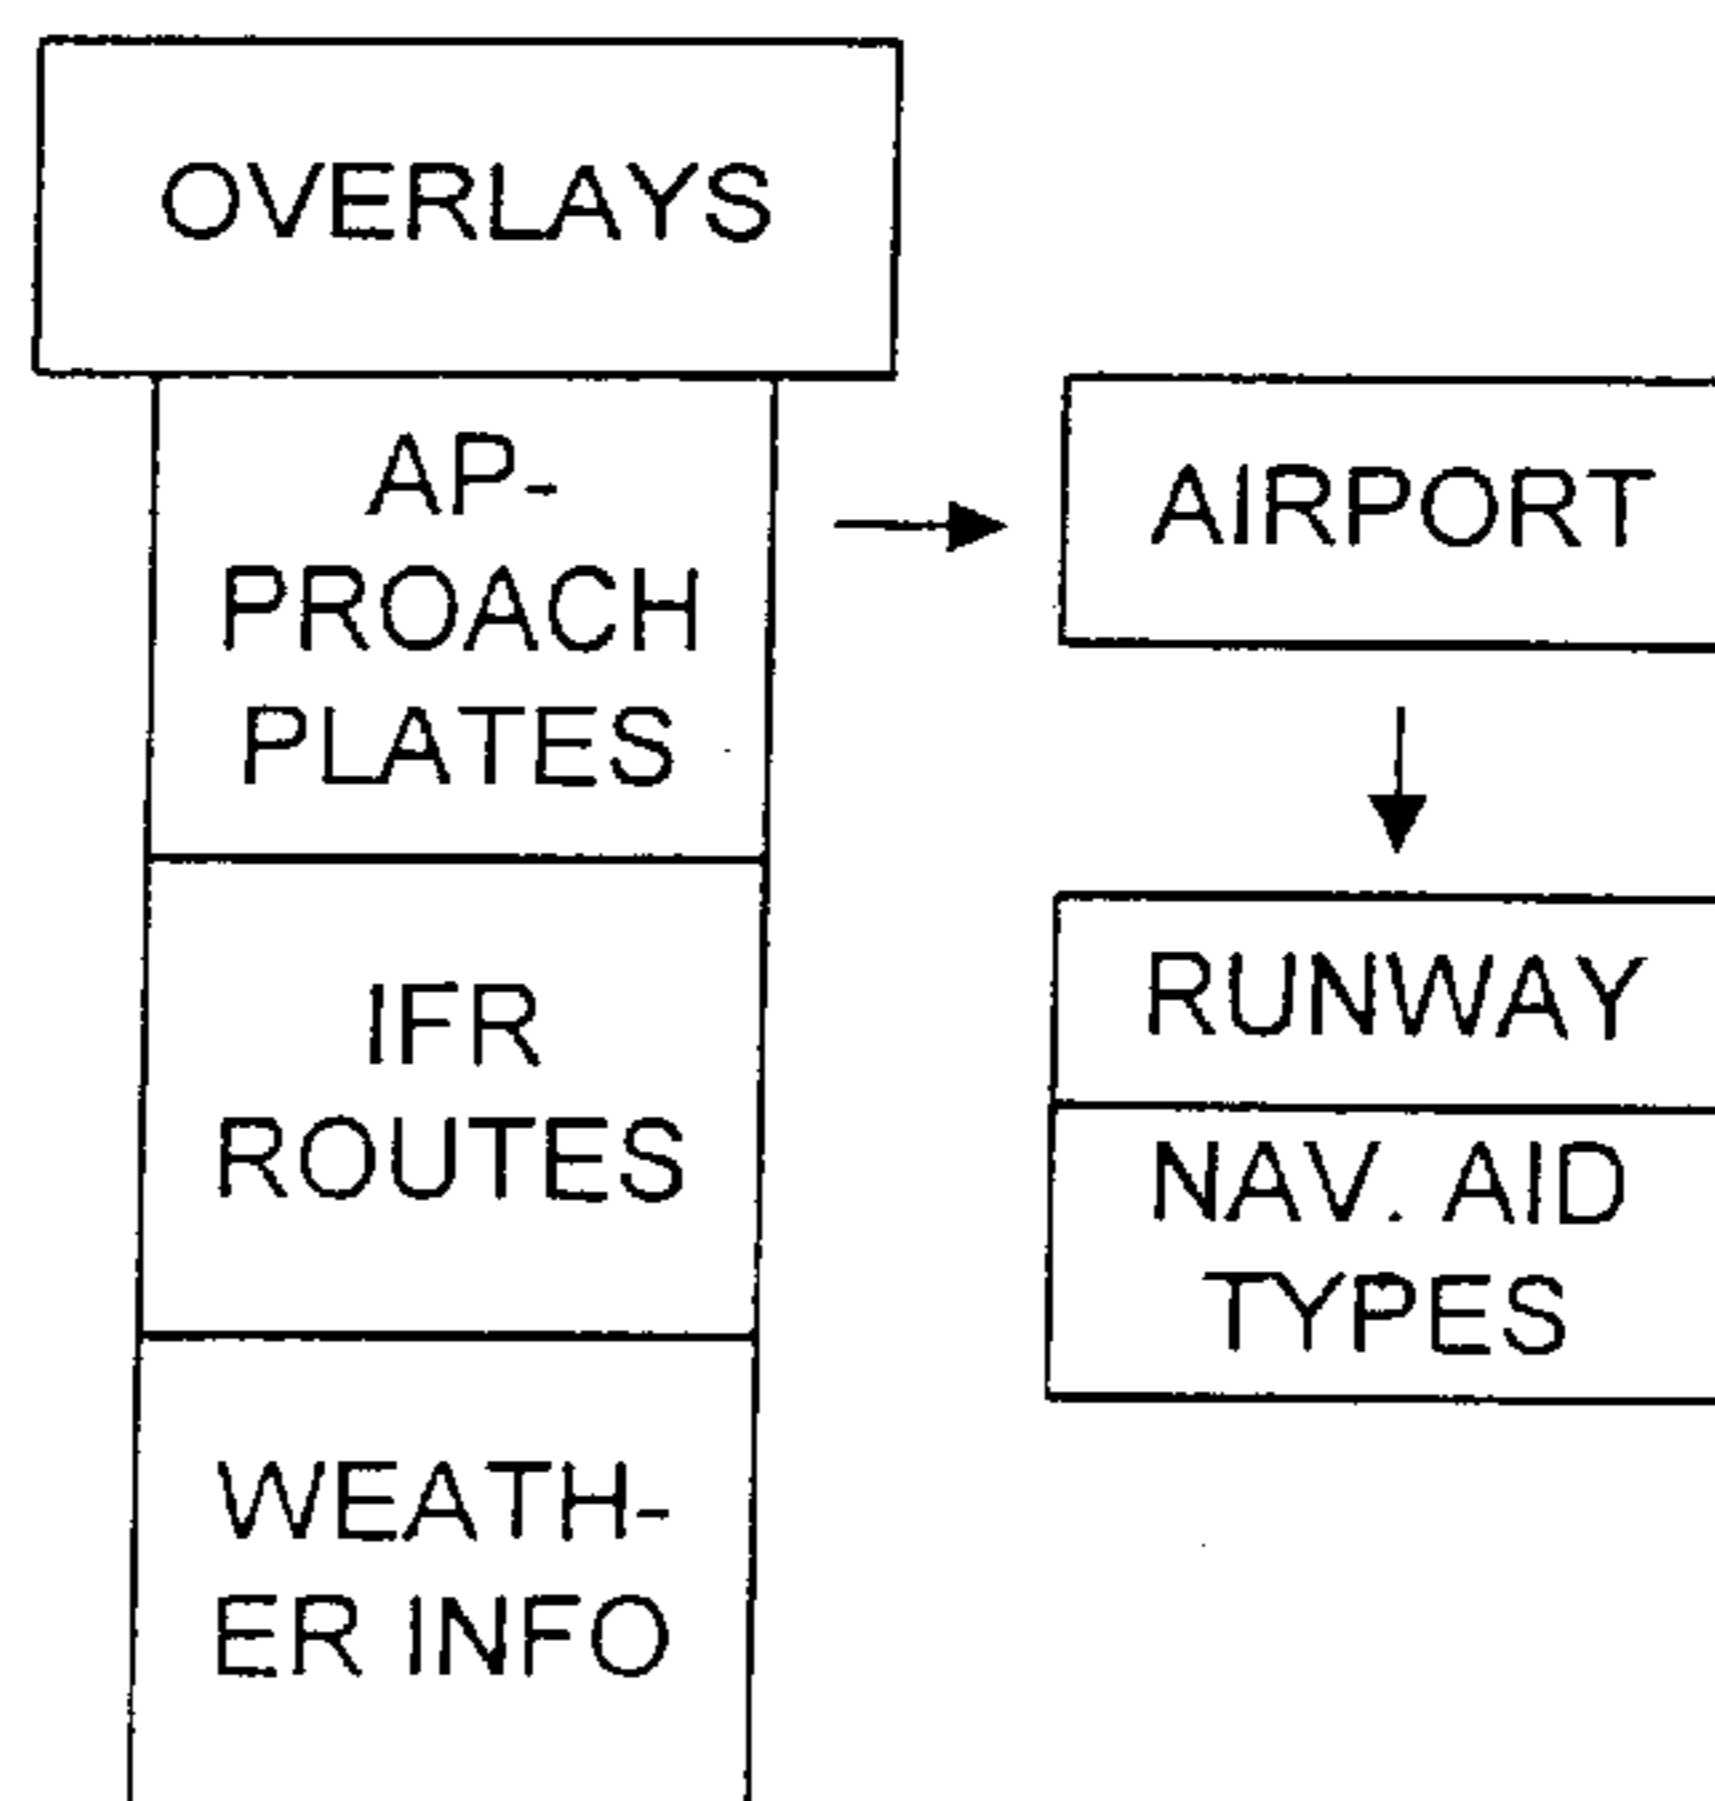 OVERLAYS
AP-
PROACH
PLATES
IFR
ROUTES
WEATH-
ER INFO
AIRPORT
RUNWAY
NAV. AID
TYPES